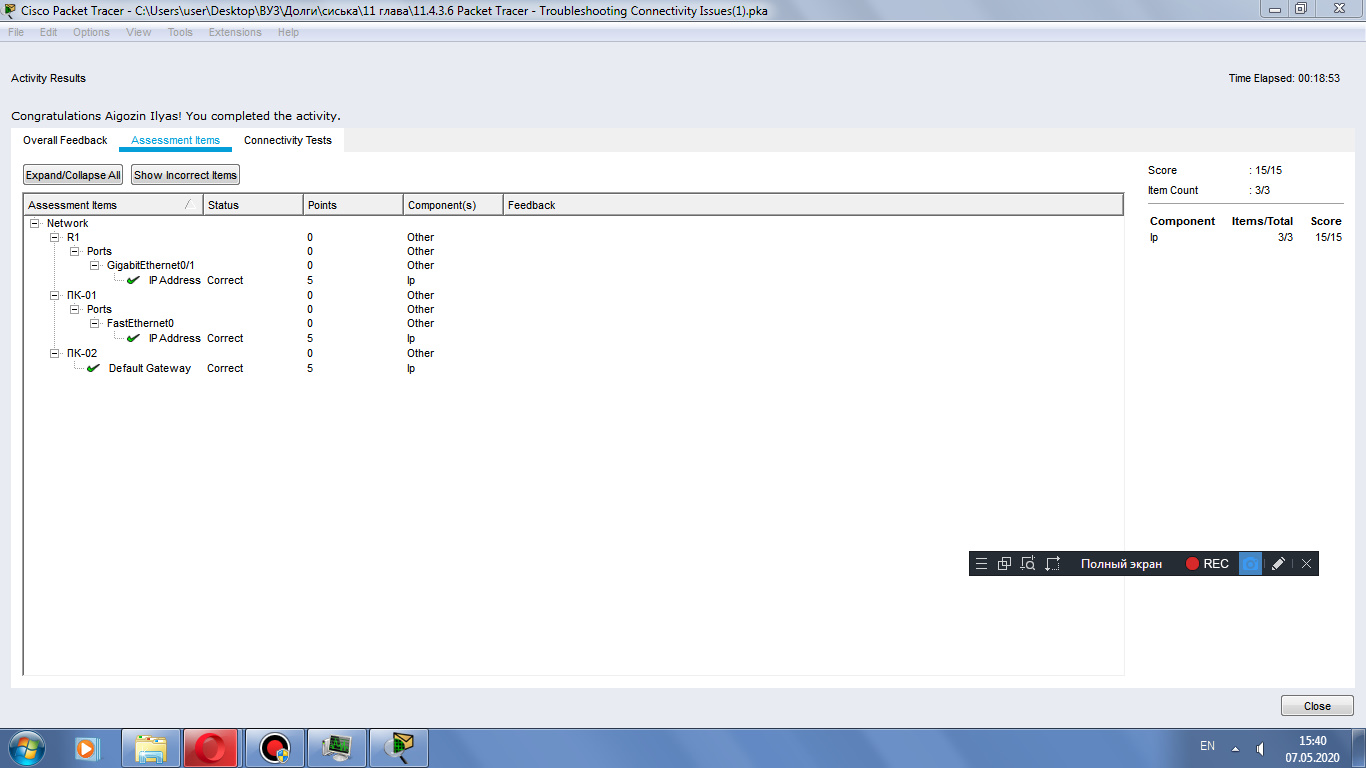 Cisco Packet Tracer - C:\Users\user\Desktop\ВУЗ\Долги\сиська\11 глава\11.4.3.6 Packet Tracer - Troubleshooting Connectivity Issues(1).pka
File Edit Options View Tools Extensions Help
Activity Results
Time Elapsed: 00:18:53
Congratulations Aigozin Ilyas! You completed the activity.
Overall Feedback Assessment Items Connectivity Tests
Expand/Collapse All Show Incorrect Items
Assessment Items Status Points Component(s) Feedback
Network
R1 0 Other
Ports 0 Other
GigabitEthernet0/1 0 Other
IP Address Correct 5 Ip
ПК-01 0 Other
Ports 0 Other
FastEthernet0 0 Other
IP Address Correct 5 Ip
ПК-02 0 Other
Default Gateway Correct 5 Ip
Score : 15/15
Item Count : 3/3
Component Items/Total Score
Ip 3/3 15/15
Полный экран REC
Close
EN 15:40
07.05.2020